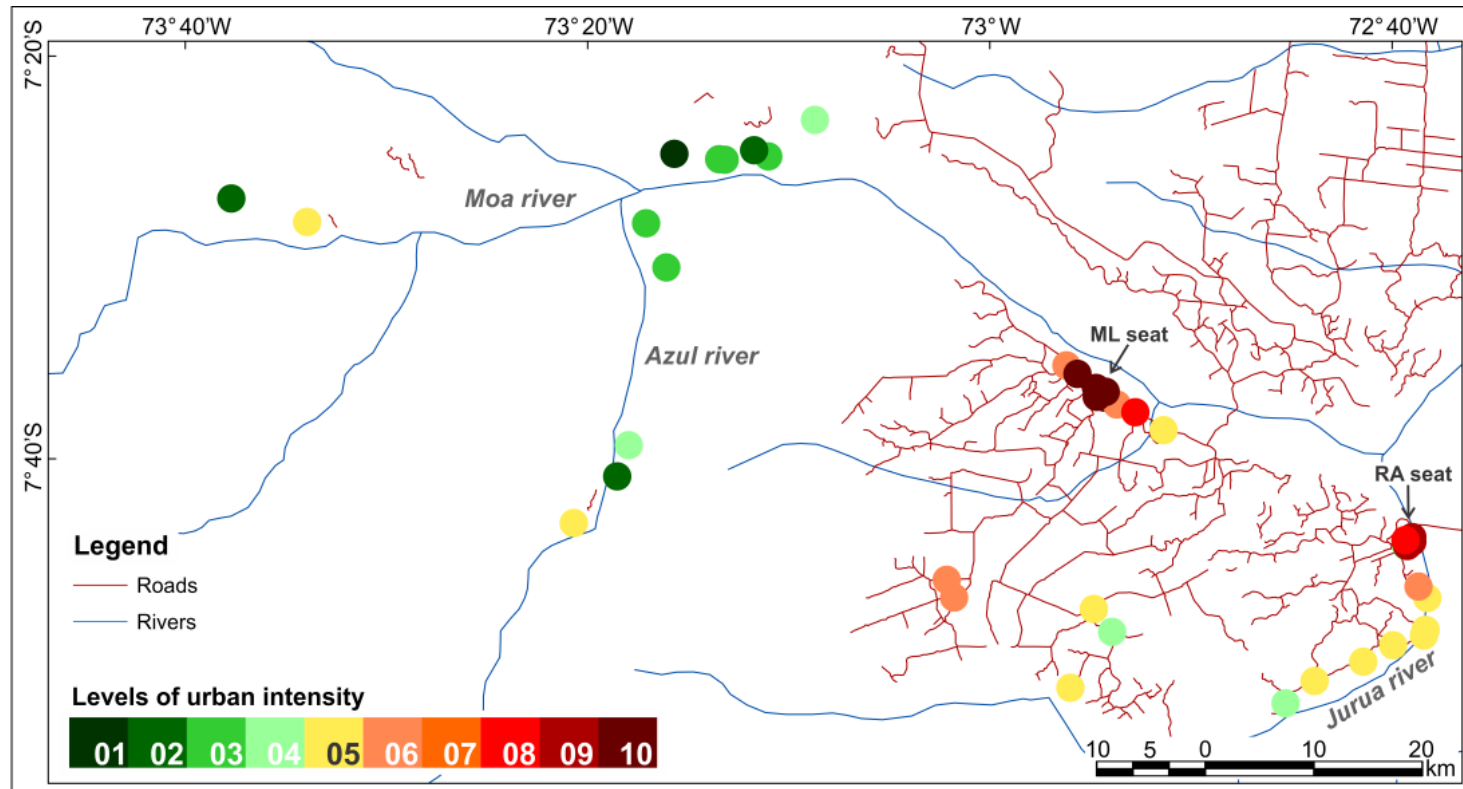 73°40'W 73°20'W 73°W 72°40'W
7°20'S
Moa river
Azul river
ML seat
7°40'S
RA seat
Legend
Roads
Rivers
Jurua river
Levels of urban intensity
01 02 03 04 05 06 07 08 09 10
10 5 0 10 20
km